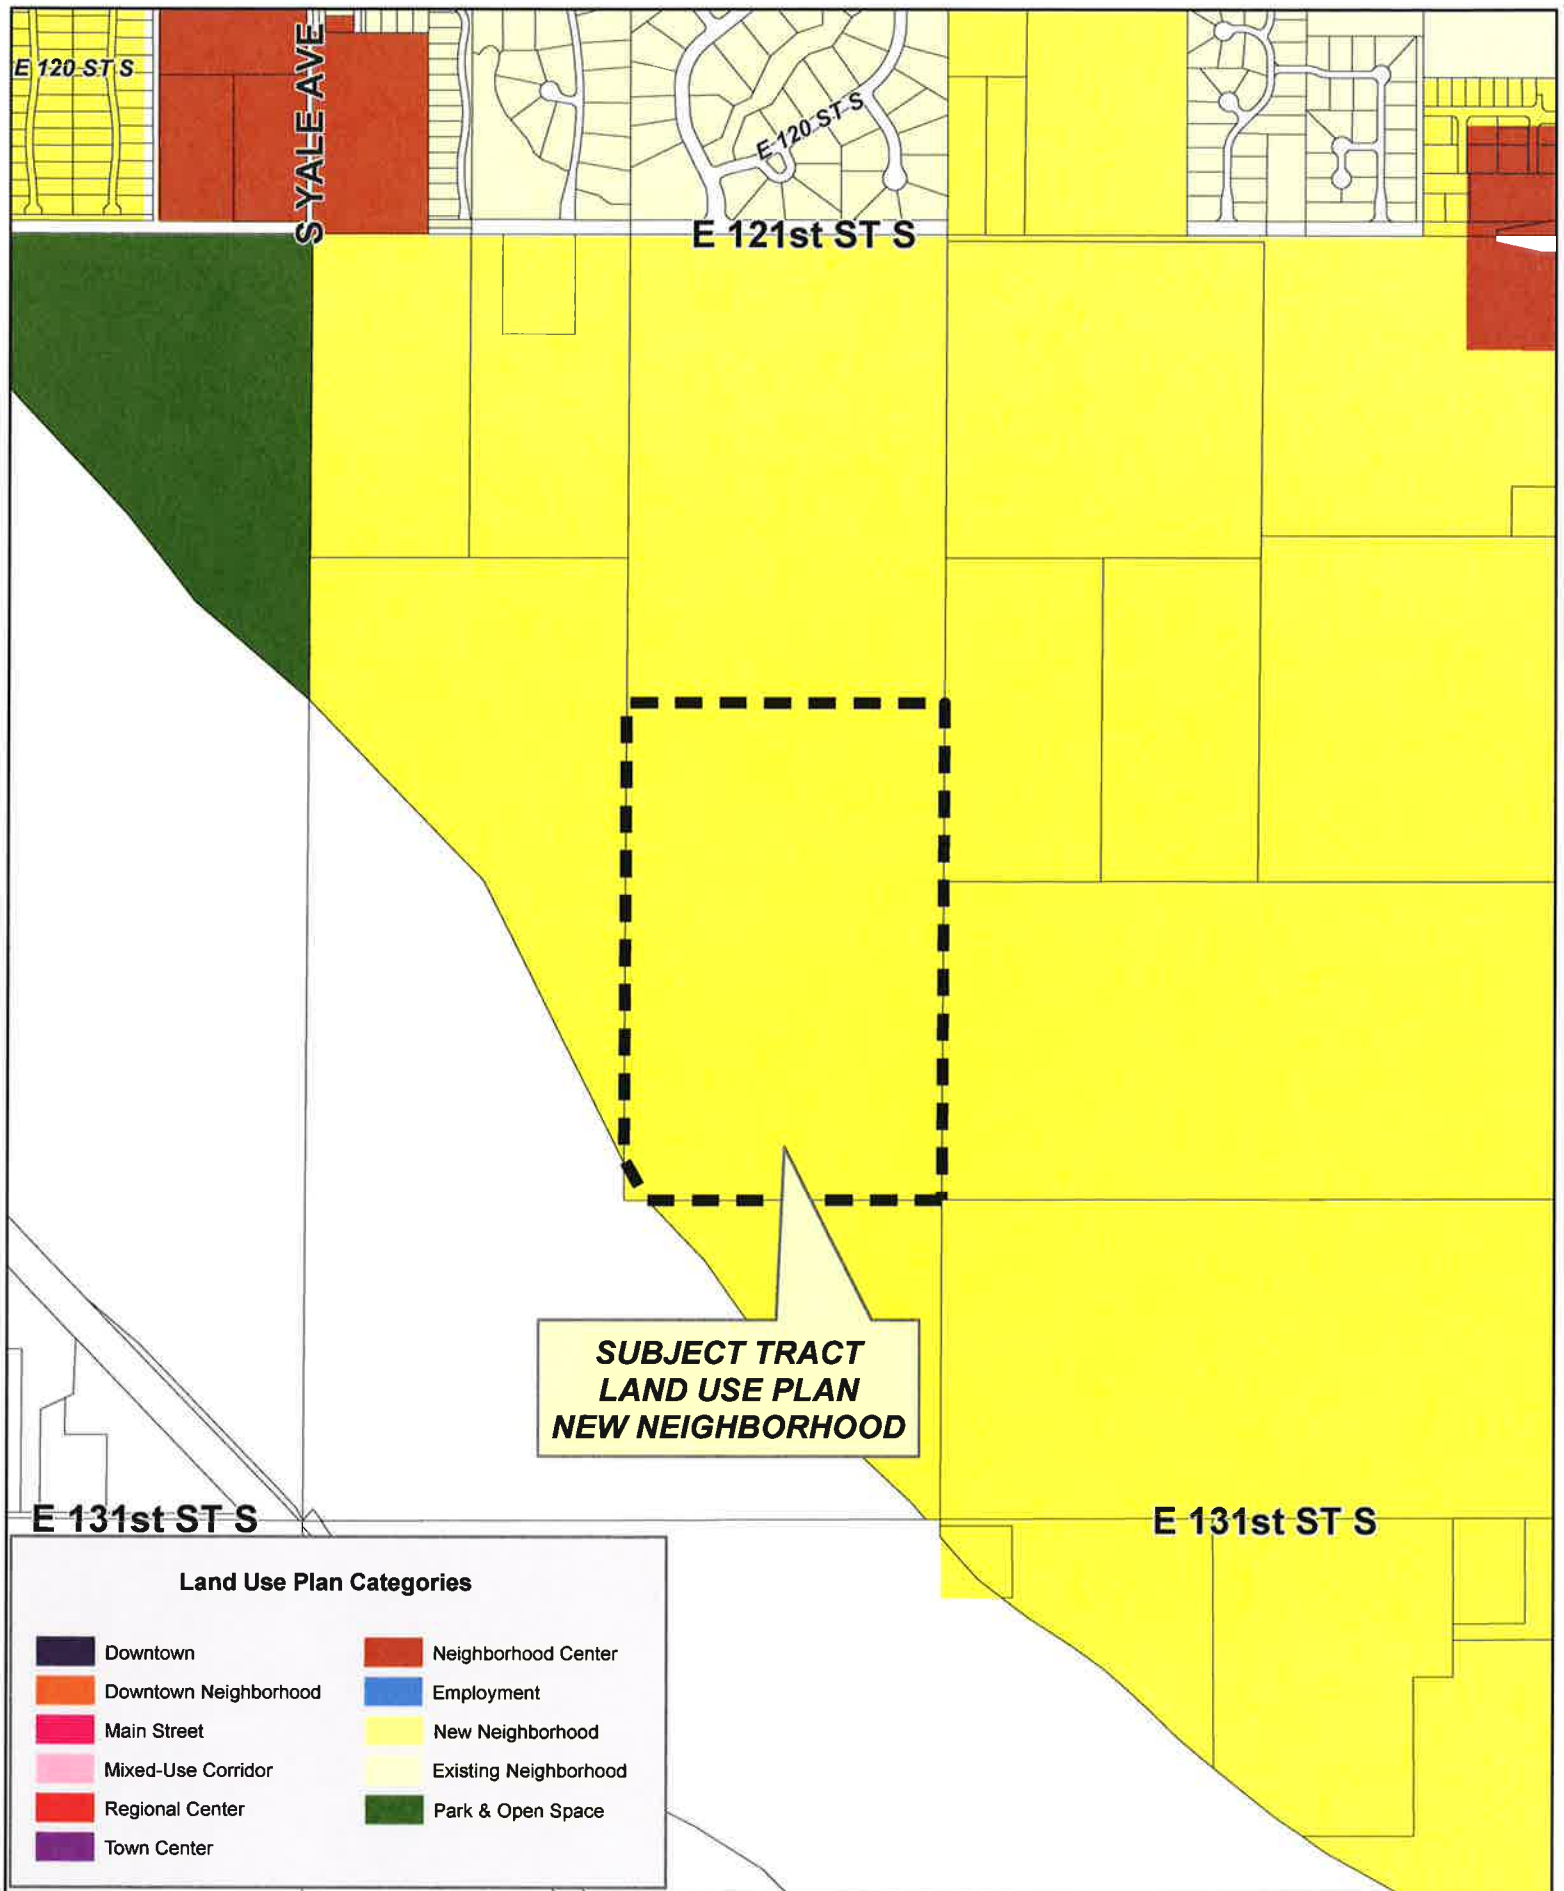 E 120 ST S
S YALE AVE
E 120 ST S
E 121st ST S
SUBJECT TRACT
LAND USE PLAN
NEW NEIGHBORHOOD
E 131st ST S
E 131st ST S
Land Use Plan Categories
Downtown
Downtown Neighborhood
Main Street
Mixed-Use Corridor
Regional Center
Town Center
Neighborhood Center
Employment
New Neighborhood
Existing Neighborhood
Park & Open Space